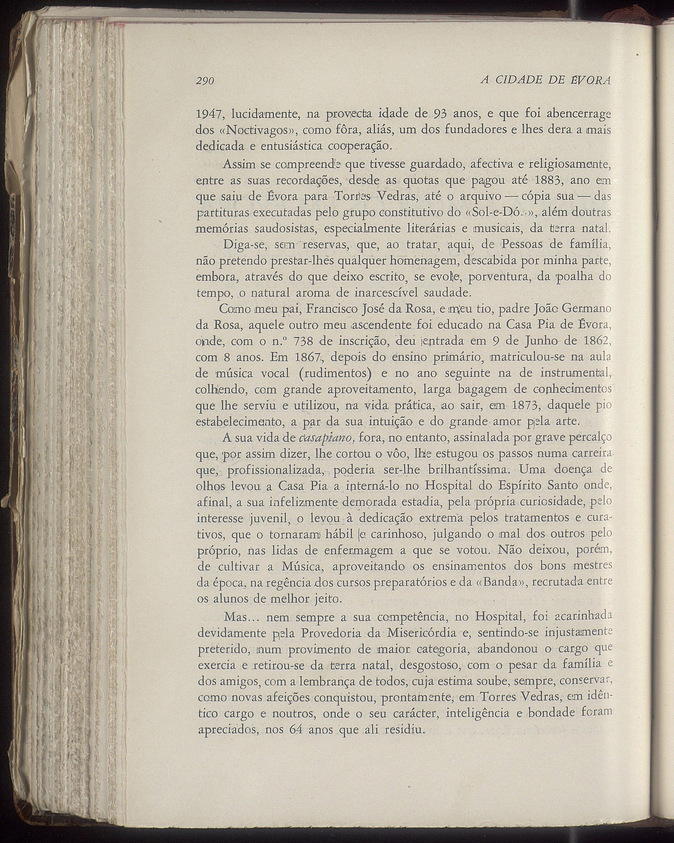 290 A CIDADE DE ÉVORA
1947, lucidamente, na provecta idade de 93 anos, e que foi abencerrage
dos «Noctivagos», como fôra, aliás, um dos fundadores e lhes dera a mais
dedicada e entusiástica cooperação.
Assim se compreende que tivesse guardado, afectiva e religiosamente,
entre as suas recordações, desde as quotas que pagou até 1883, ano em
que saiu de Évora para Torres Vedras, até o arquivo — cópia sua — das
partituras executadas pelo grupo constitutivo do «Sol-e-Dó.», além doutras
memórias saudosistas, especialmente literárias e musicais, da terra natal.
Diga-se, sem reservas, que, ao tratar, aqui, de Pessoas de família,
não pretendo prestar-lhes qualquer homenagem, descabida por minha parte,
embora, através do que deixo escrito, se evole, porventura, da poalha do
tempo, o natural aroma de inarcescível saudade.
Como meu pai, Francisco José da Rosa, e meu tio, padre João Germano
da Rosa, aquele outro meu ascendente foi educado na Casa Pia de Évora,
onde, com o n.º 738 de inscrição, deu entrada em 9 de Junho de 1862,
com 8 anos. Em 1867, depois do ensino primário, matriculou-se na aula
de música vocal (rudimentos) e no ano seguinte na de instrumental,
colhendo, com grande aproveitamento, larga bagagem de conhecimentos
que lhe serviu e utilizou, na vida prática, ao sair, em 1873, daquele pio
estabelecimento, a par da sua intuição e do grande amor pela arte.
A sua vida de casapiano, fora, no entanto, assinalada por grave percalço
que, por assim dizer, lhe cortou o vôo, lhe estugou os passos numa carreira
que, profissionalizada, poderia ser-lhe brilhantíssima. Uma doença de
olhos levou a Casa Pia a interná-lo no Hospital do Espírito Santo onde,
afinal, a sua infelizmente demorada estadia, pela própria curiosidade, pelo
interesse juvenil, o levou à dedicação extrema pelos tratamentos e cura-
tivos, que o tornaram hábil e carinhoso, julgando o mal dos outros pelo
próprio, nas lidas de enfermagem a que se votou. Não deixou, porém,
de cultivar a Música, aproveitando os ensinamentos dos bons mestres
da época, na regência dos cursos preparatórios e da «Banda», recrutada entre
os alunos de melhor jeito.
Mas... nem sempre a sua competência, no Hospital, foi acarinhada
devidamente pela Provedoria da Misericórdia e, sentindo-se injustamente
preterido, num provimento de maior categoria, abandonou o cargo que
exercia e retirou-se da terra natal, desgostoso, com o pesar da família e
dos amigos, com a lembrança de todos, cuja estima soube, sempre, conservar,
como novas afeições conquistou, prontamente, em Torres Vedras, em idên-
tico cargo e noutros, onde o seu carácter, inteligência e bondade foram
apreciados, nos 64 anos que ali residiu.